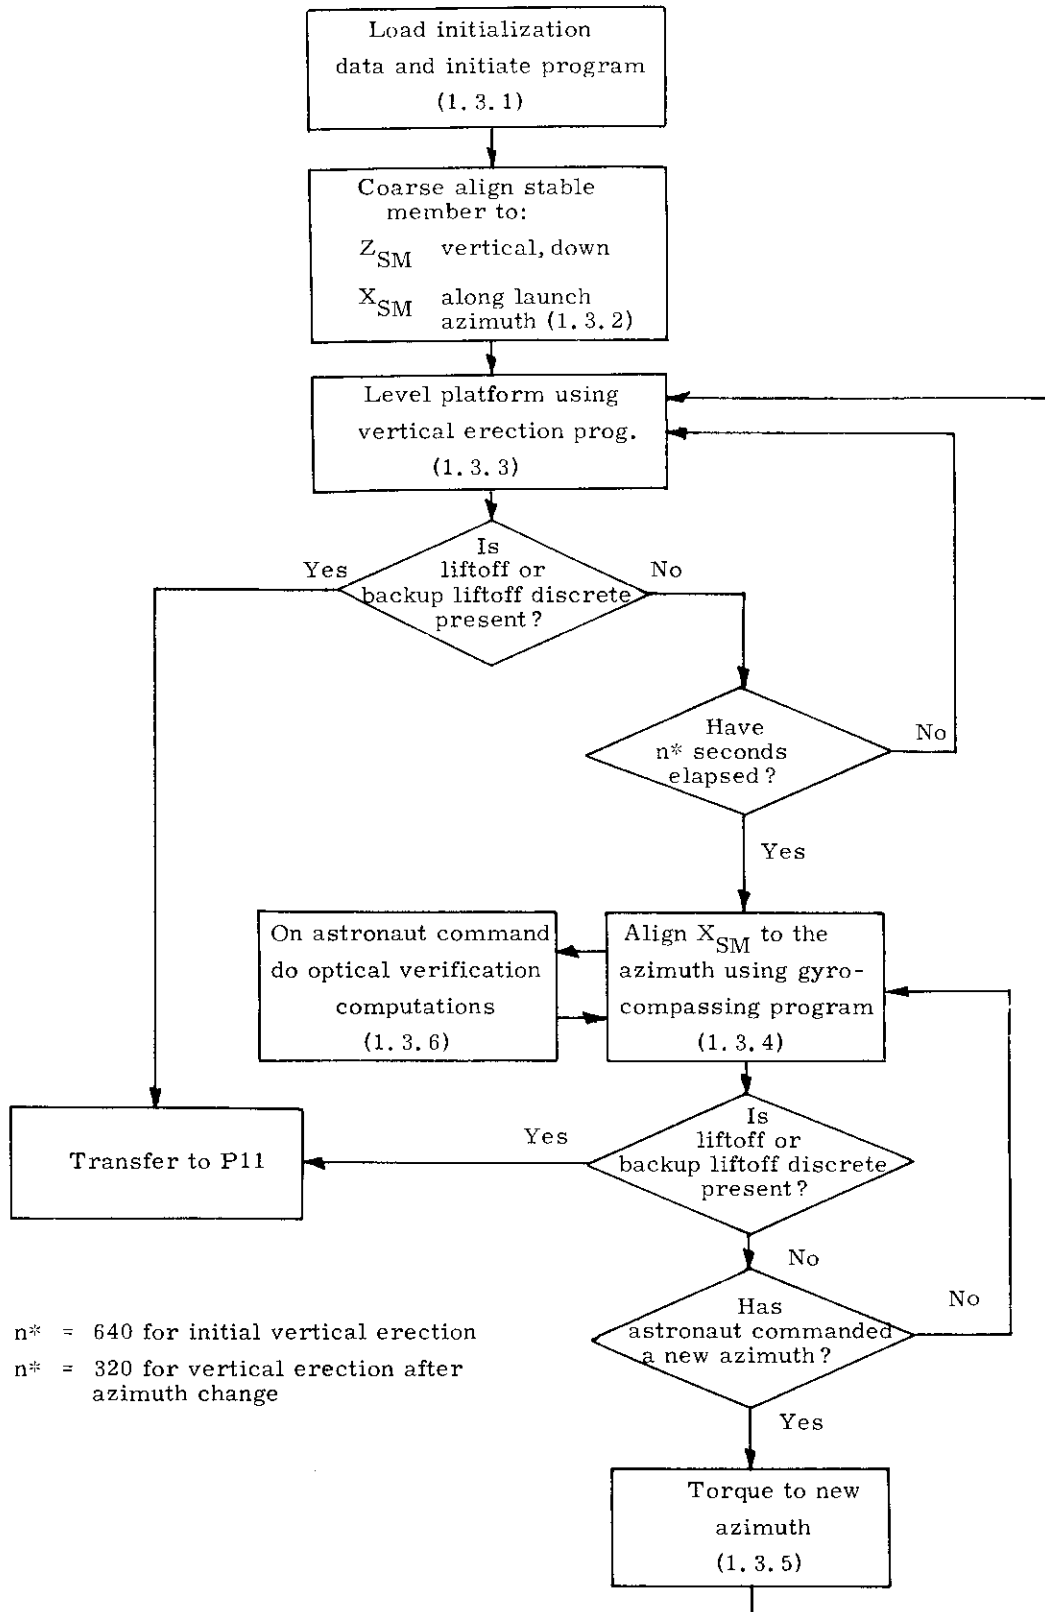 Load initialization
data and initiate program
(1.3.1)
Coarse align stable
member to:
Z_SM vertical, down
X_SM along launch
azimuth (1.3.2)
Level platform using
vertical erection prog.
(1.3.3)
Is
liftoff or
backup liftoff discrete
present?
Yes
No
Have
n* seconds
elapsed?
No
Yes
On astronaut command
do optical verification
computations
(1.3.6)
Align X_SM to the
azimuth using gyro-
compassing program
(1.3.4)
Is
liftoff or
backup liftoff discrete
present?
Yes
Transfer to P11
No
Has
astronaut commanded
a new azimuth?
No
n* = 640 for initial vertical erection
n* = 320 for vertical erection after
azimuth change
Yes
Torque to new
azimuth
(1.3.5)